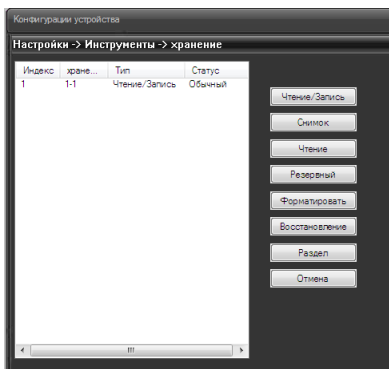 Конфигурации устройства
Настройки -> Инструменты -> хранение
Индекс хране... Тип Статус
1 1-1 Чтение/Запись Обычный
Чтение/Запись
Снимок
Чтение
Резервный
Форматировать
Восстановление
Раздел
Отмена